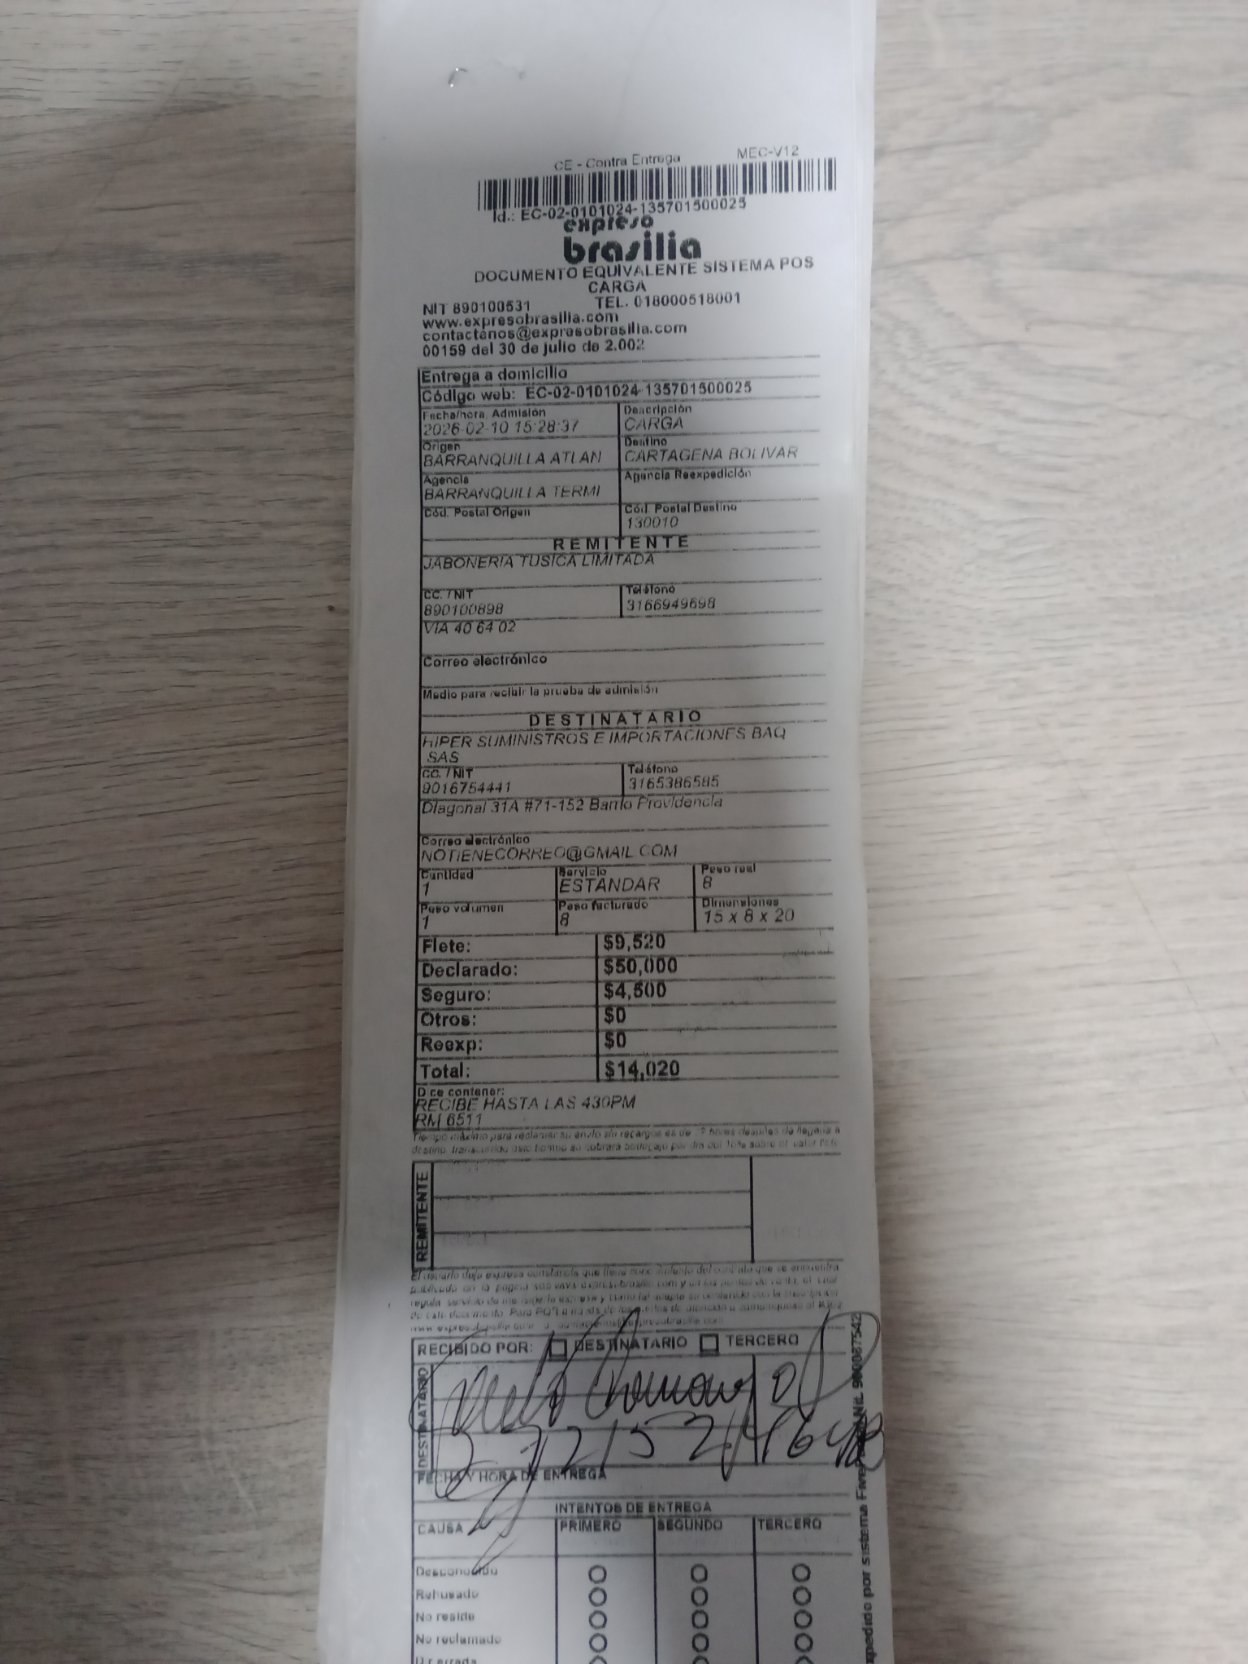 CE - Contra Entrega MEC-V12
Id.: EC-02-0101024-135701500025
expreso
brasilia
DOCUMENTO EQUIVALENTE SISTEMA POS
CARGA
NIT 890100531 TEL. 018000518001
www.expresobrasilia.com
contactenos@expresobrasilia.com
00159 del 30 de julio de 2.002
Entrega a domicilio
Código web: EC-02-0101024-135701500025
Fecha/hora. Admisión Descripción
2026-02-10 15:28:37 CARGA
Origen Destino
BARRANQUILLA ATLAN CARTAGENA BOLIVAR
Agencia Agencia Reexpedición
BARRANQUILLA TERMI
Cód. Postal Origen Cód. Postal Destino
130010
REMITENTE
JABONERIA TUSICA LIMITADA
CC. / NIT Teléfono
890100898 3166949698
VIA 40 64 02
Correo electrónico
Medio para recibir la prueba de admisión
DESTINATARIO
HIPER SUMINISTROS E IMPORTACIONES BAQ
SAS
CC. / NIT Teléfono
9016754441 3165386585
Diagonal 31A #71-152 Barrio Providencia
Correo electrónico
NOTIENECORREO@GMAIL.COM
Cantidad Servicio Peso real
1 ESTANDAR 8
Peso volumen Peso facturado Dimensiones
1 8 15 x 8 x 20
Flete: $9,520
Declarado: $50,000
Seguro: $4,500
Otros: $0
Reexp: $0
Total: $14,020
Dice contener:
RECIBE HASTA LAS 430PM
RM 6511
REMITENTE
RECIBIDO POR: DESTINATARIO TERCERO
DESTINATARIO
FECHA Y HORA DE ENTREGA
INTENTOS DE ENTREGA
CAUSA PRIMERO SEGUNDO TERCERO
Desconocido
Rehusado
No reside
No reclamado
Dir errada
expedido por sistema Nit. 900087542